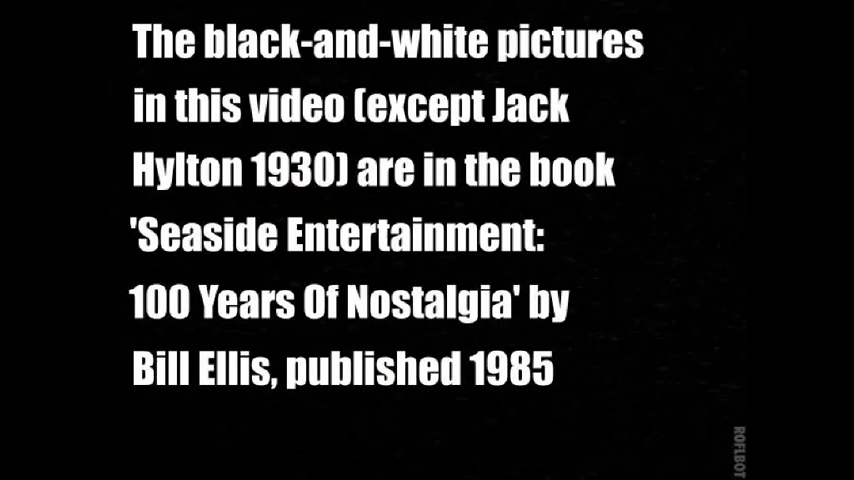 The black-and-white pictures
in this video (except Jack
Hylton 1930) are in the book
'Seaside Entertainment:
100 Years Of Nostalgia' by
Bill Ellis, published 1985
ROFLBOT